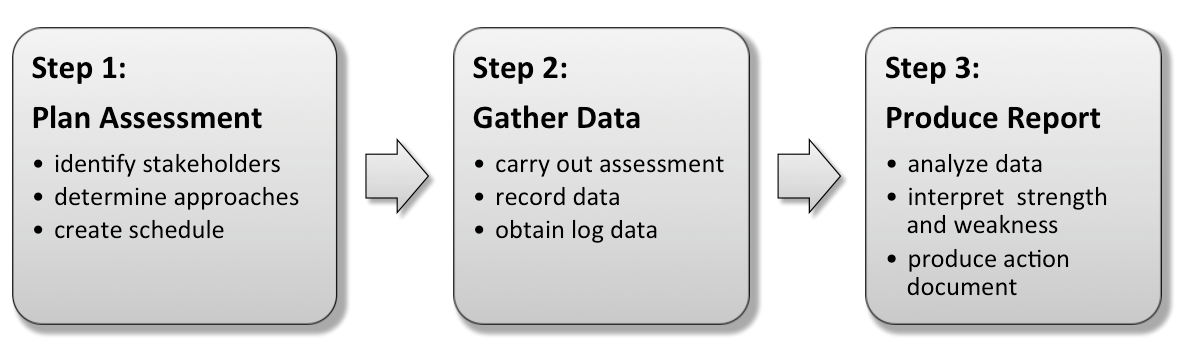 Step 1:
Plan Assessment
• identify stakeholders
• determine approaches
• create schedule
Step 2:
Gather Data
• carry out assessment
• record data
• obtain log data
Step 3:
Produce Report
• analyze data
• interpret strength
and weakness
• produce action
document